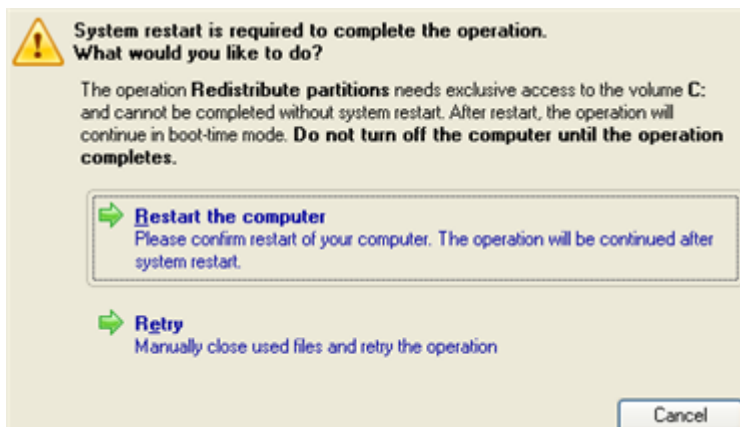 System restart is required to complete the operation.
What would you like to do?
The operation Redistribute partitions needs exclusive access to the volume C:
and cannot be completed without system restart. After restart, the operation will
continue in boot-time mode. Do not turn off the computer until the operation
completes.
Restart the computer
Please confirm restart of your computer. The operation will be continued after
system restart.
Retry
Manually close used files and retry the operation
Cancel